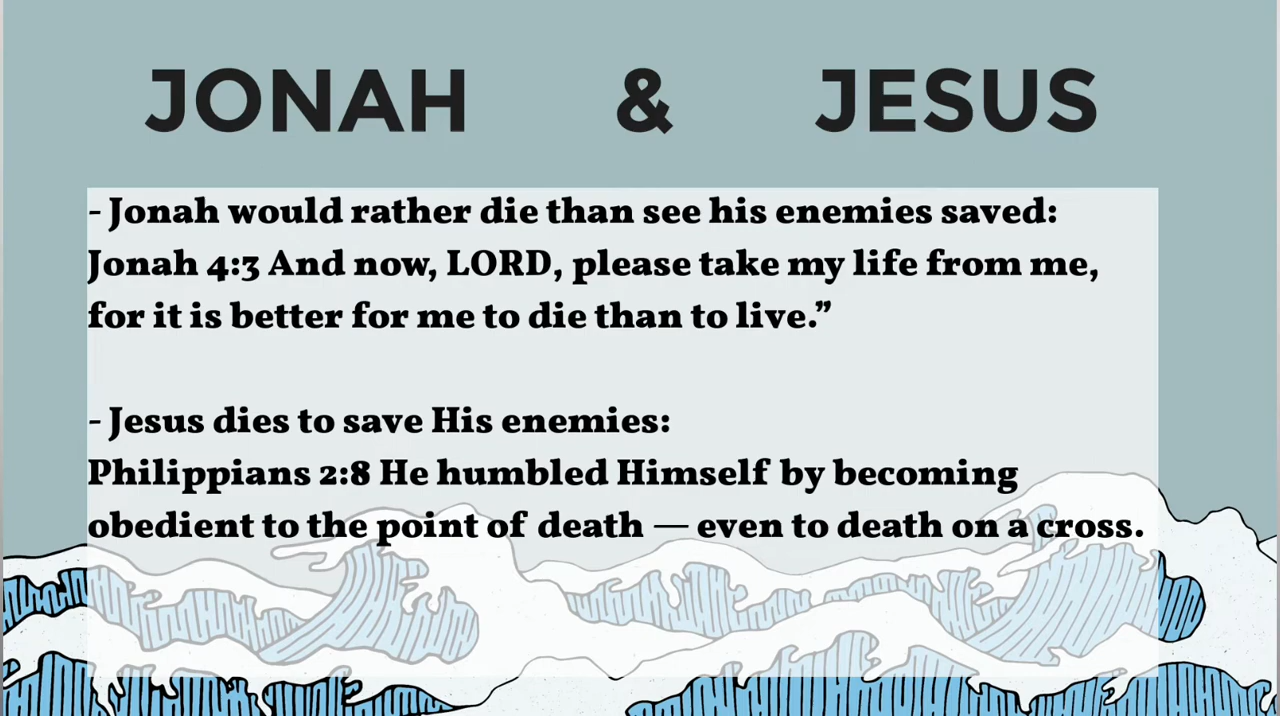 JONAH & JESUS
- Jonah would rather die than see his enemies saved:
Jonah 4:3 And now, LORD, please take my life from me,
for it is better for me to die than to live.”
- Jesus dies to save His enemies:
Philippians 2:8 He humbled Himself by becoming
obedient to the point of death — even to death on a cross.